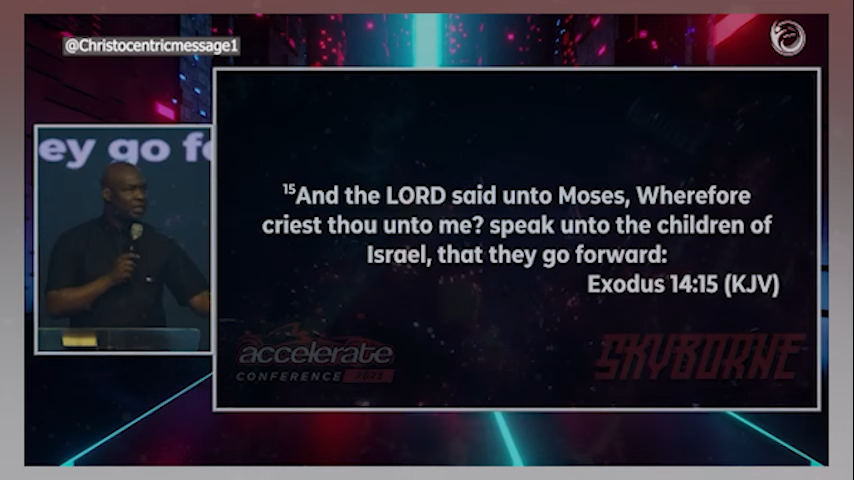 @Christocentricmessage1
ey go fo
15And the LORD said unto Moses, Wherefore
criest thou unto me? speak unto the children of
Israel, that they go forward:
Exodus 14:15 (KJV)
accelerate
CONFERENCE 2022
SKYBORNE